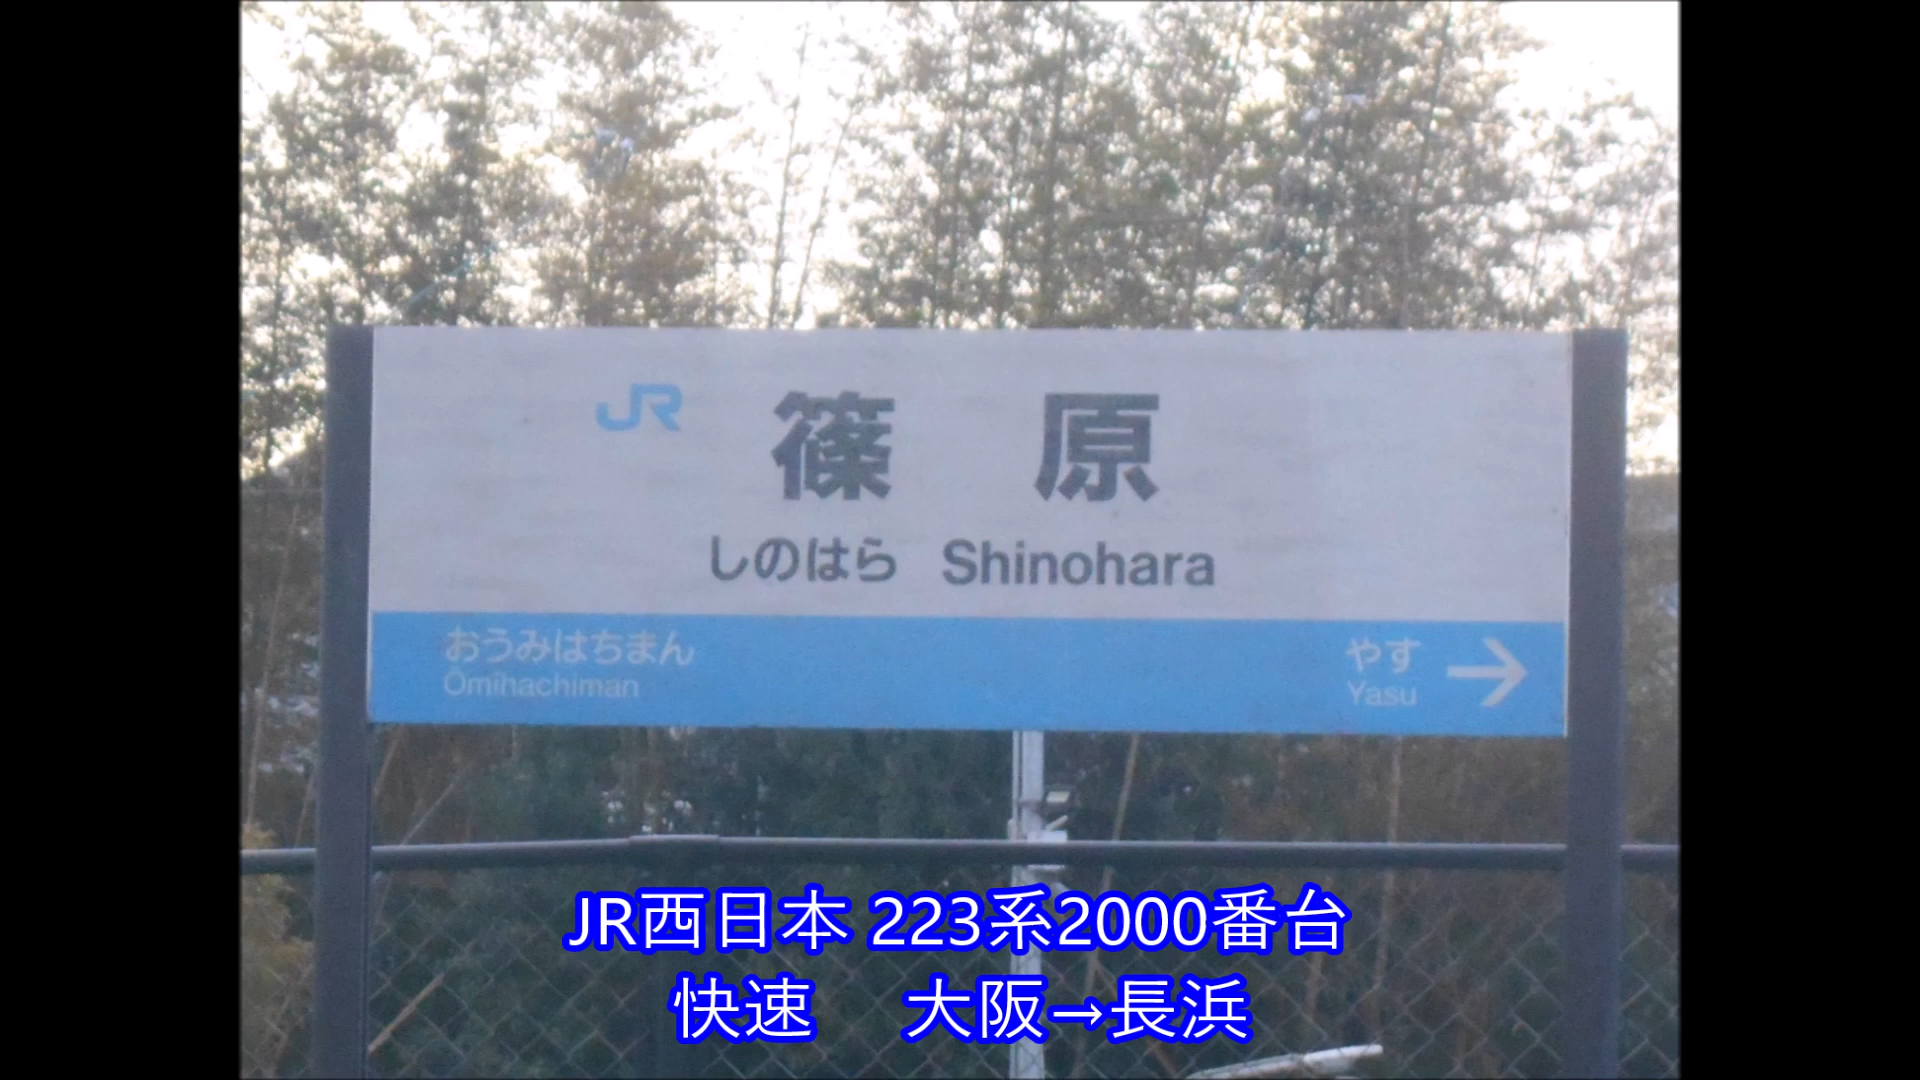 JR 篠原
しのはら Shinohara
おうみはちまん やす →
Ōmihachiman Yasu
JR西日本 223系2000番台
快速 大阪→長浜